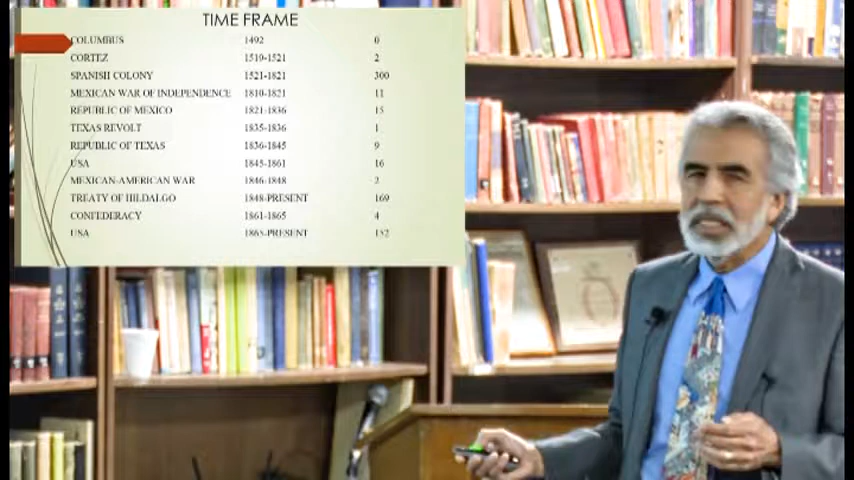 TIME FRAME
COLUMBUS 1492 0
CORTEZ 1519-1521 2
SPANISH COLONY 1521-1821 300
MEXICAN WAR OF INDEPENDENCE 1810-1821 11
REPUBLIC OF MEXICO 1821-1836 15
TEXAS REVOLT 1835-1836 1
REPUBLIC OF TEXAS 1836-1845 9
USA 1845-1861 16
MEXICAN-AMERICAN WAR 1846-1848 2
TREATY OF HILDALGO 1848-PRESENT 169
CONFEDERACY 1861-1865 4
USA 1865-PRESENT 152